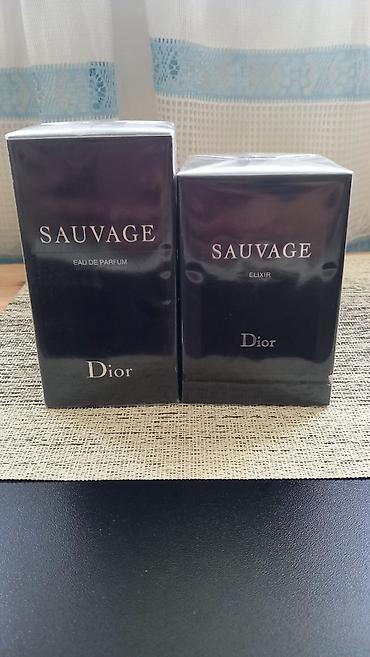 SAUVAGE
EAU DE PARFUM
Dior
SAUVAGE
ELIXIR
Dior